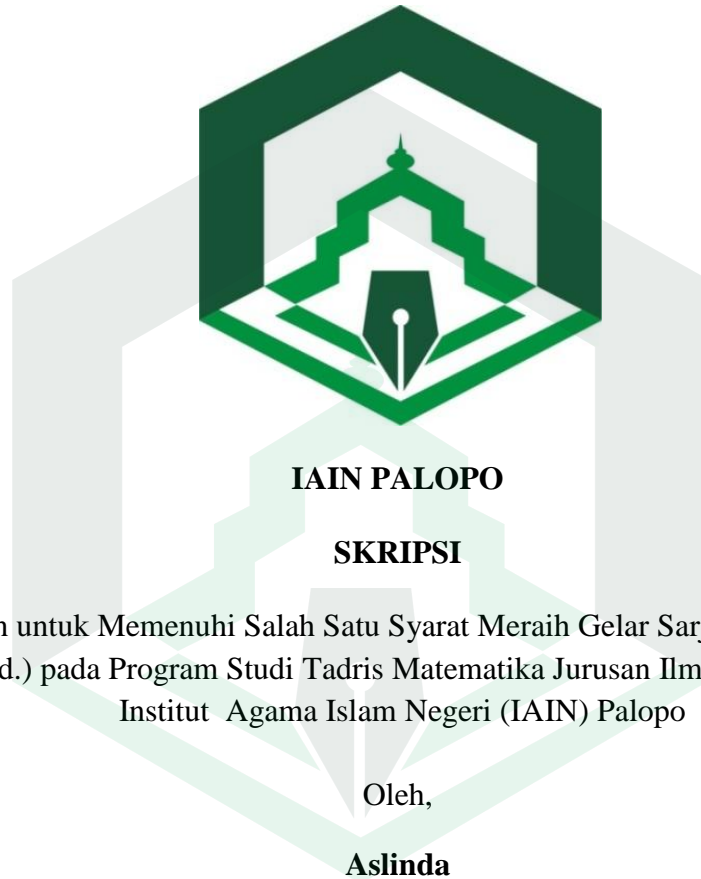 IAIN PALOPO
SKRIPSI
untuk Memenuhi Salah Satu Syarat Meraih Gelar
pada Program Studi Tadris Matematika Jurusan
Institut Agama Islam Negeri (IAIN) Palopo
Oleh,
Aslinda